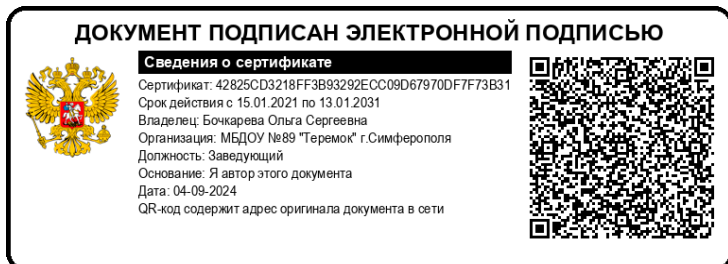 ДОКУМЕНТ ПОДПИСАН ЭЛЕКТРОННОЙ ПОДПИСЬЮ
Сведения о сертификате
Сертификат: 42825CD3218FF3B93292ECC09D67970DF7F73B31
Срок действия с 15.01.2021 по 13.01.2031
Владелец: Бочкарева Ольга Сергеевна
Организация: МБДОУ №89 "Теремок" г.Симферополя
Должность: Заведующий
Основание: Я автор этого документа
Дата: 04-09-2024
QR-код содержит адрес оригинала документа в сети